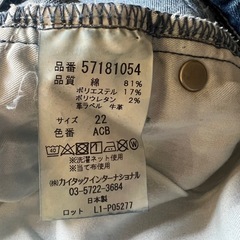 品番 57181054
品質 綿 81%
ポリエステル 17%
ポリウレタン 2%
革ラベル 牛革
サイズ 22
色番 ACB
※洗濯ネット使用
※当て布使用
㈱カイタックインターナショナル
03-5722-3684
日本製
ロット L1-P05277